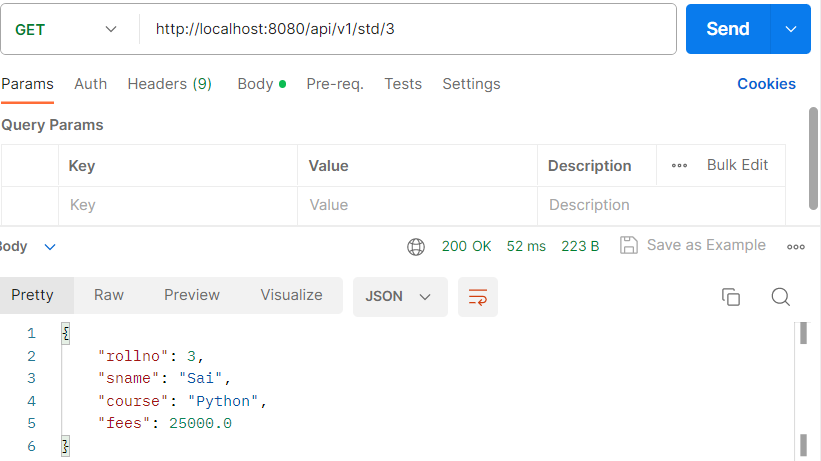 GET http://localhost:8080/api/v1/std/3 Send
Params Auth Headers (9) Body Pre-req. Tests Settings Cookies
Query Params
Key Value Description Bulk Edit
Key Value Description
Body 200 OK 52 ms 223 B Save as Example
Pretty Raw Preview Visualize JSON
1 {
2 "rollno": 3,
3 "sname": "Sai",
4 "course": "Python",
5 "fees": 25000.0
6 }